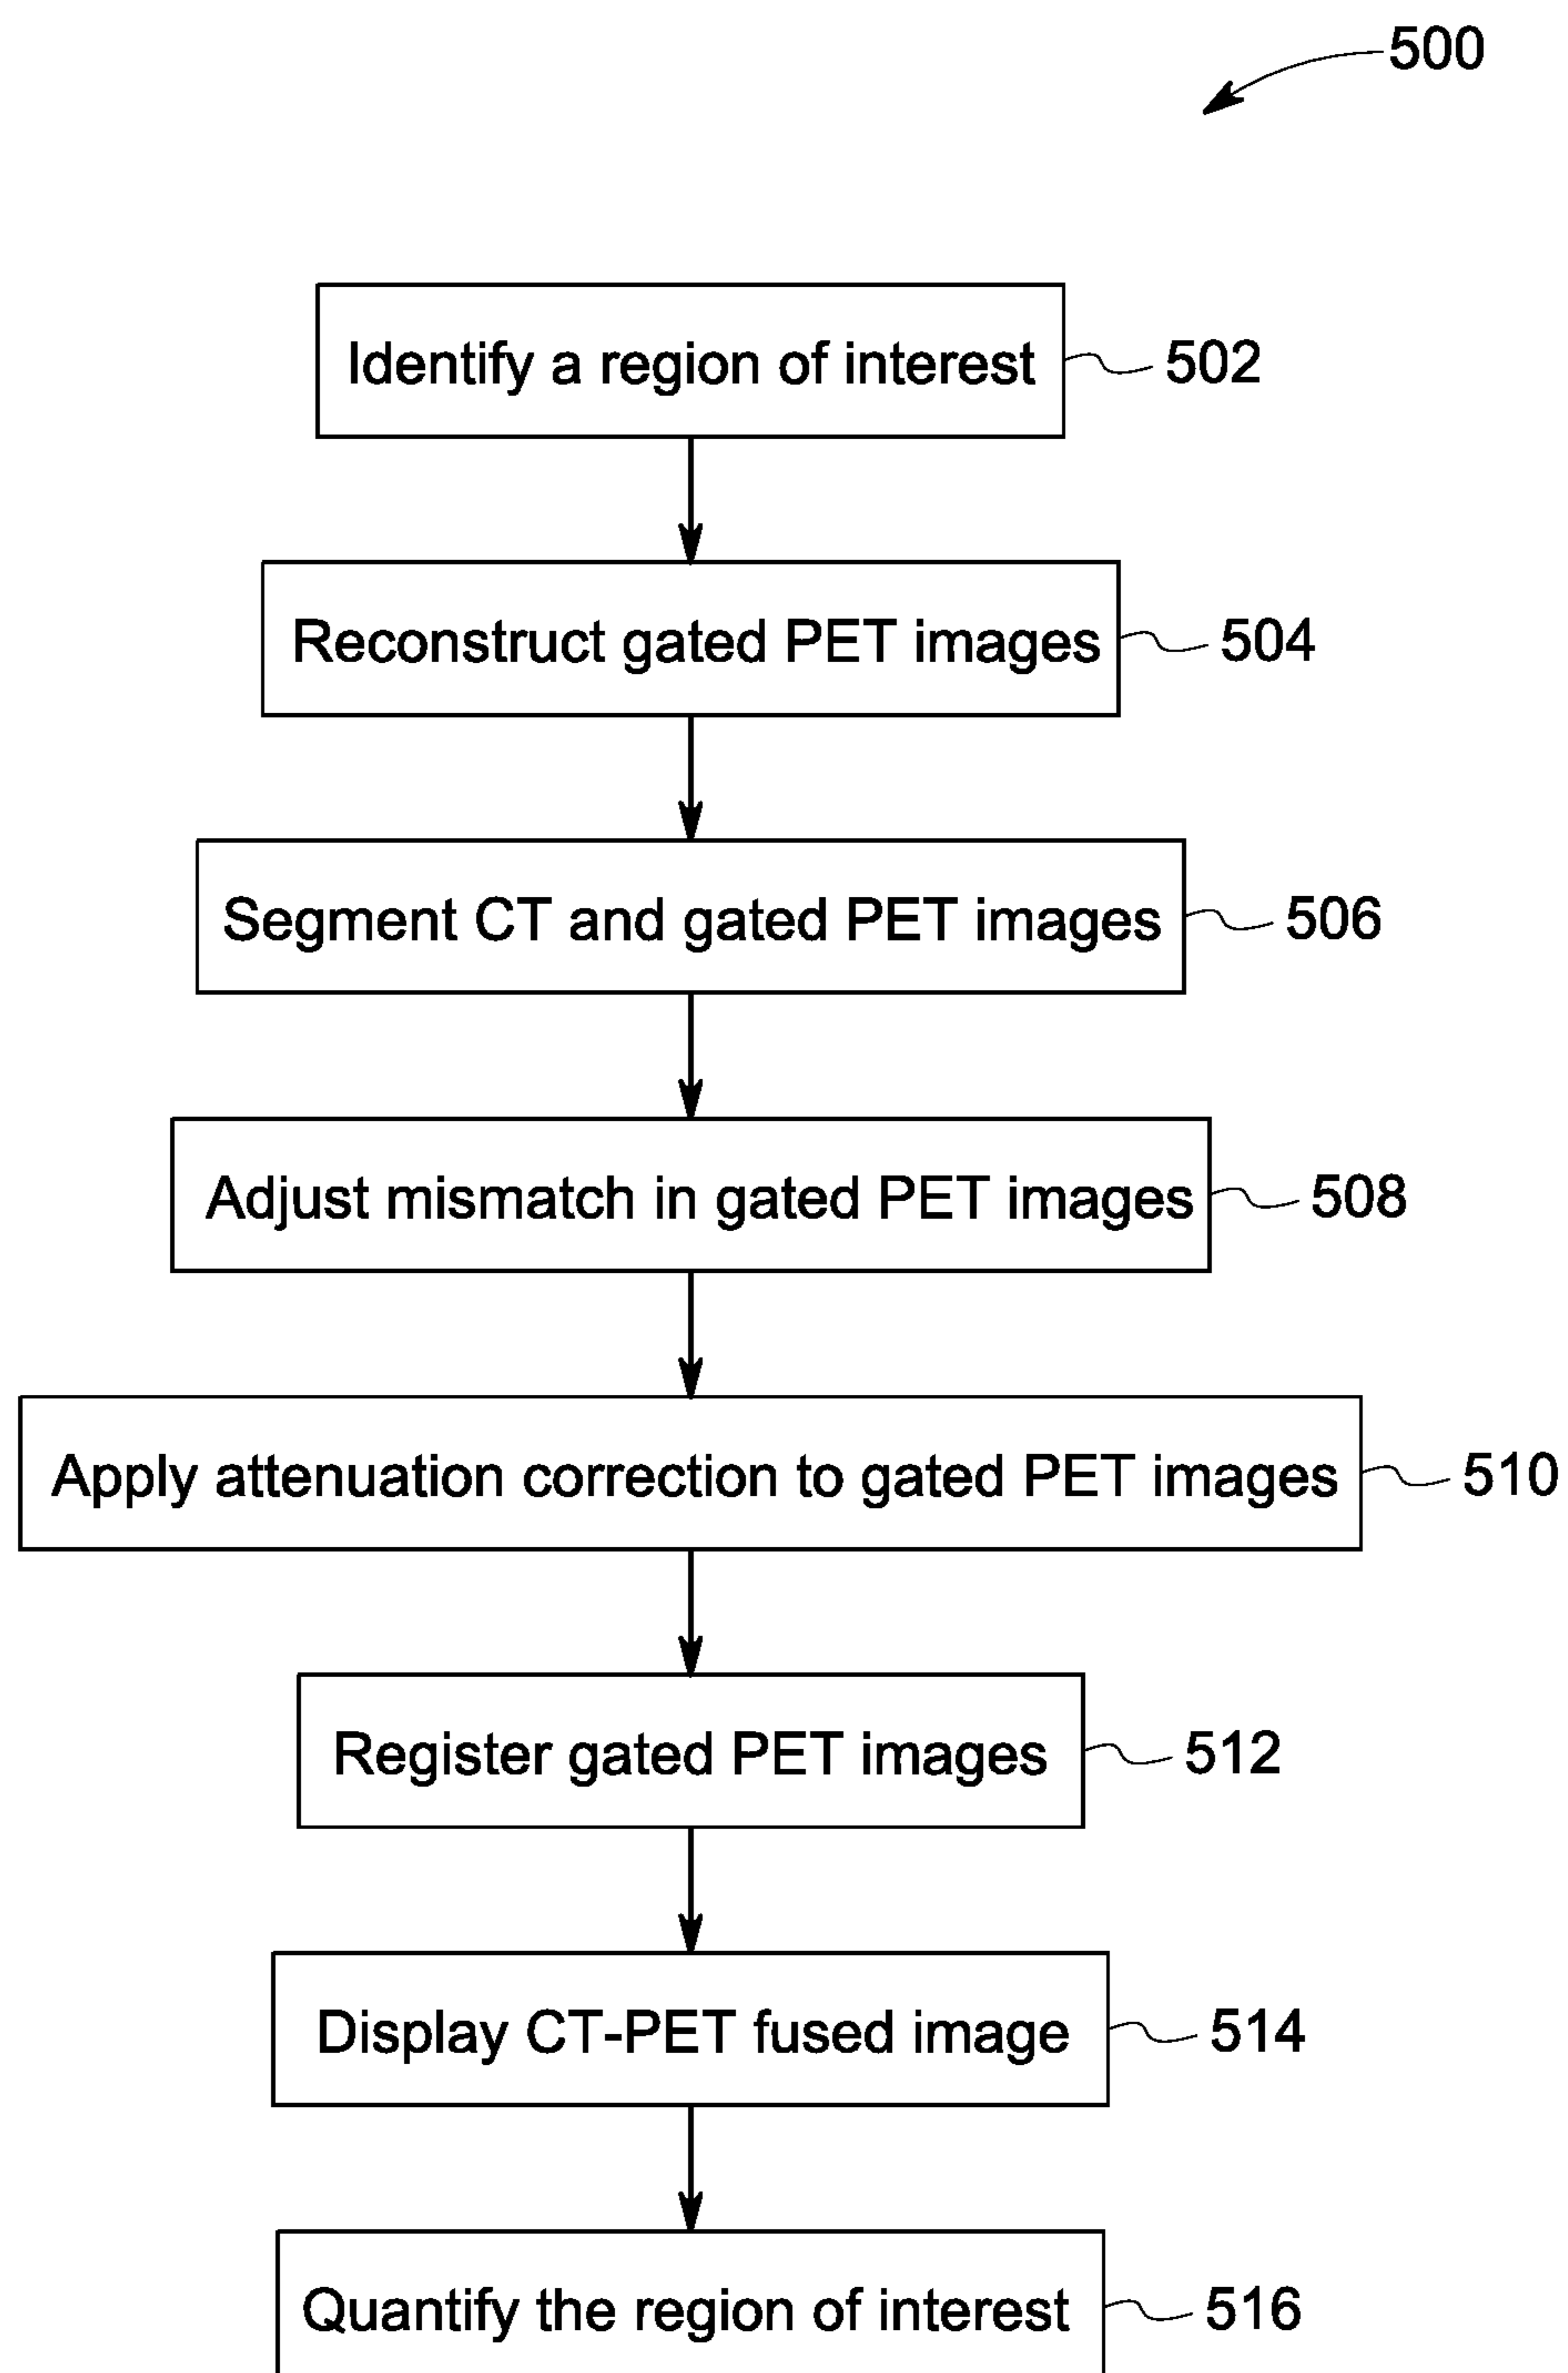 500
Identify a region of interest
502
Reconstruct gated PET images
504
Segment CT and gated PET images
506
Adjust mismatch in gated PET images
508
Apply attenuation correction to gated PET images
510
Register gated PET images
512
Display CT-PET fused image
514
Quantify the region of interest
516